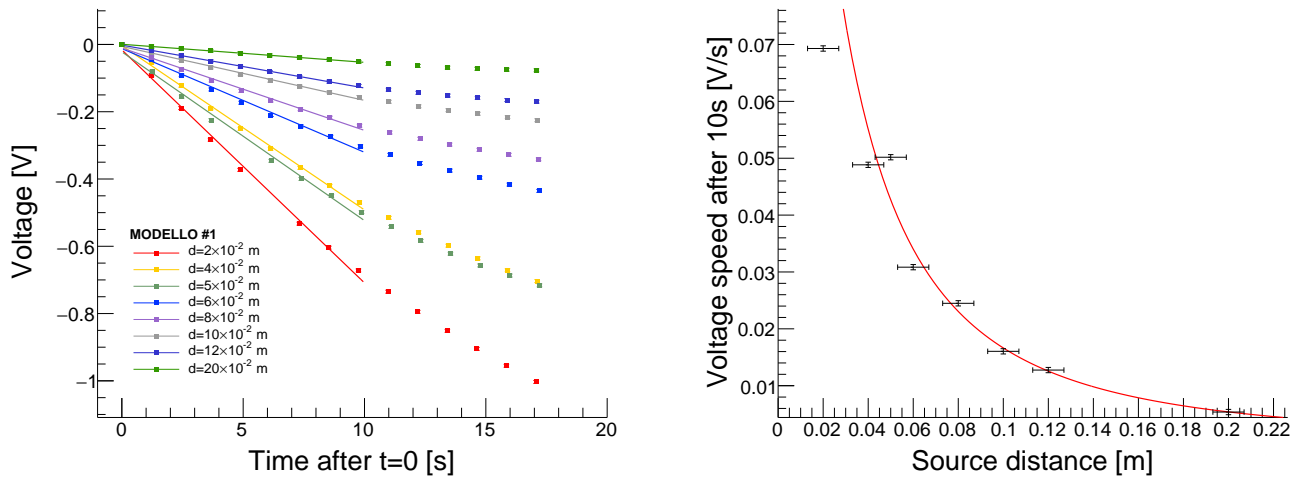 0
−0.2
−0.4
−0.6
−0.8
−1
Voltage [V]
MODELLO #1
d=2×10⁻² m
d=4×10⁻² m
d=5×10⁻² m
d=6×10⁻² m
d=8×10⁻² m
d=10×10⁻² m
d=12×10⁻² m
d=20×10⁻² m
0 5 10 15 20
Time after t=0 [s]
0.07
0.06
0.05
0.04
0.03
0.02
0.01
Voltage speed after 10s [V/s]
0 0.02 0.04 0.06 0.08 0.1 0.12 0.14 0.16 0.18 0.2 0.22
Source distance [m]